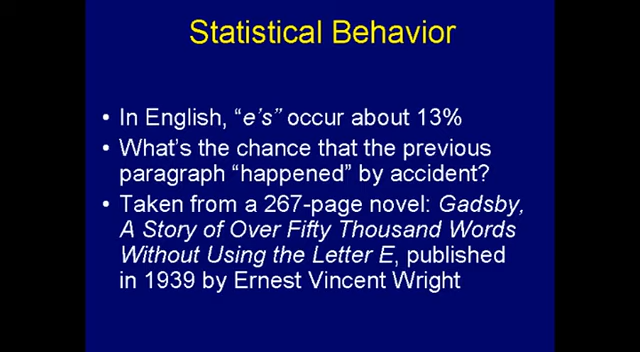 Statistical Behavior
• In English, "e's" occur about 13%
• What's the chance that the previous
paragraph "happened" by accident?
• Taken from a 267-page novel: Gadsby,
A Story of Over Fifty Thousand Words
Without Using the Letter E, published
in 1939 by Ernest Vincent Wright